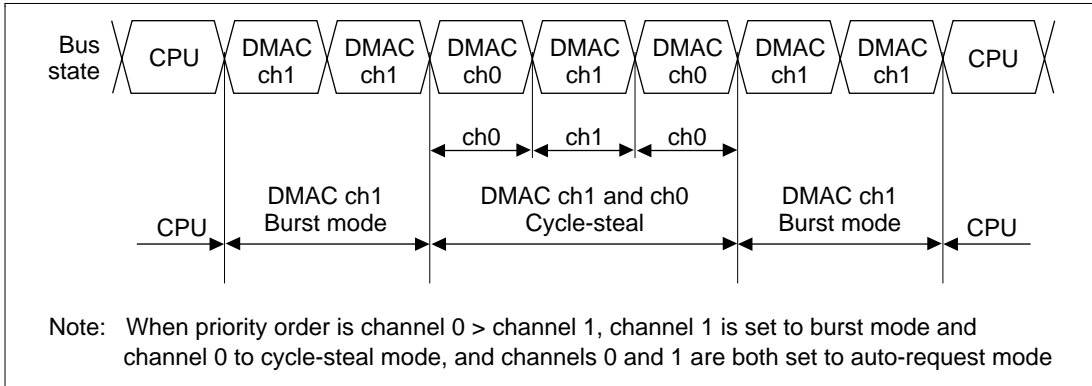 Bus
state
CPU
DMAC
ch1
DMAC
ch1
DMAC
ch0
DMAC
ch1
DMAC
ch0
DMAC
ch1
DMAC
ch1
CPU
ch0
ch1
ch0
CPU
DMAC ch1
Burst mode
DMAC ch1 and ch0
Cycle-steal
DMAC ch1
Burst mode
CPU
Note: When priority order is channel 0 > channel 1, channel 1 is set to burst mode and
channel 0 to cycle-steal mode, and channels 0 and 1 are both set to auto-request mode